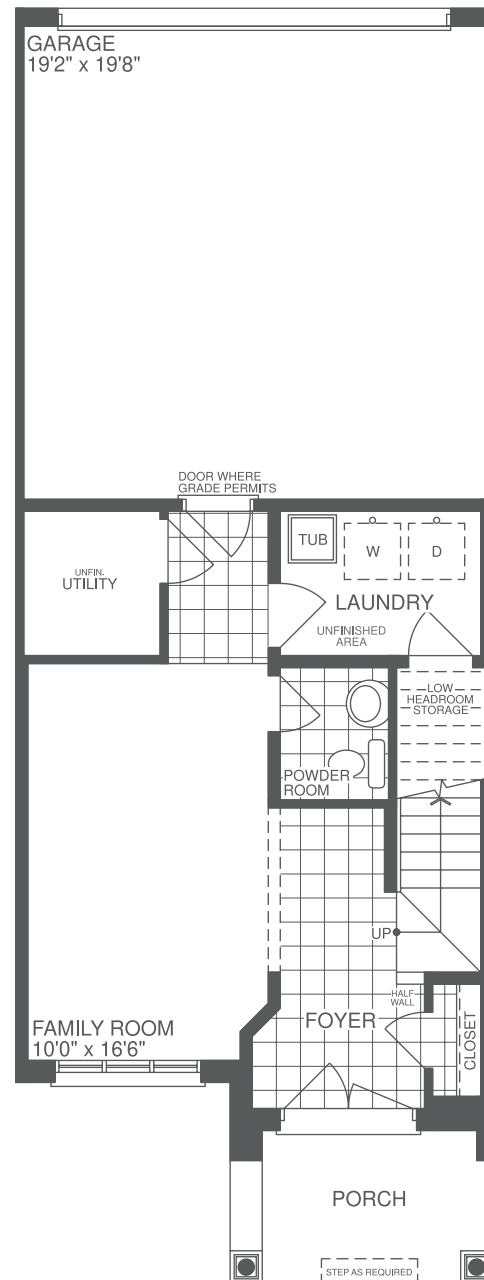 GARAGE
19'2" x 19'8"
DOOR WHERE
GRADE PERMITS
UNFIN.
UTILITY
TUB
W
D
LAUNDRY
UNFINISHED
AREA
LOW
HEADROOM
STORAGE
POWDER
ROOM
UP
HALF
WALL
FOYER
CLOSET
FAMILY ROOM
10'0" x 16'6"
PORCH
STEP AS REQUIRED